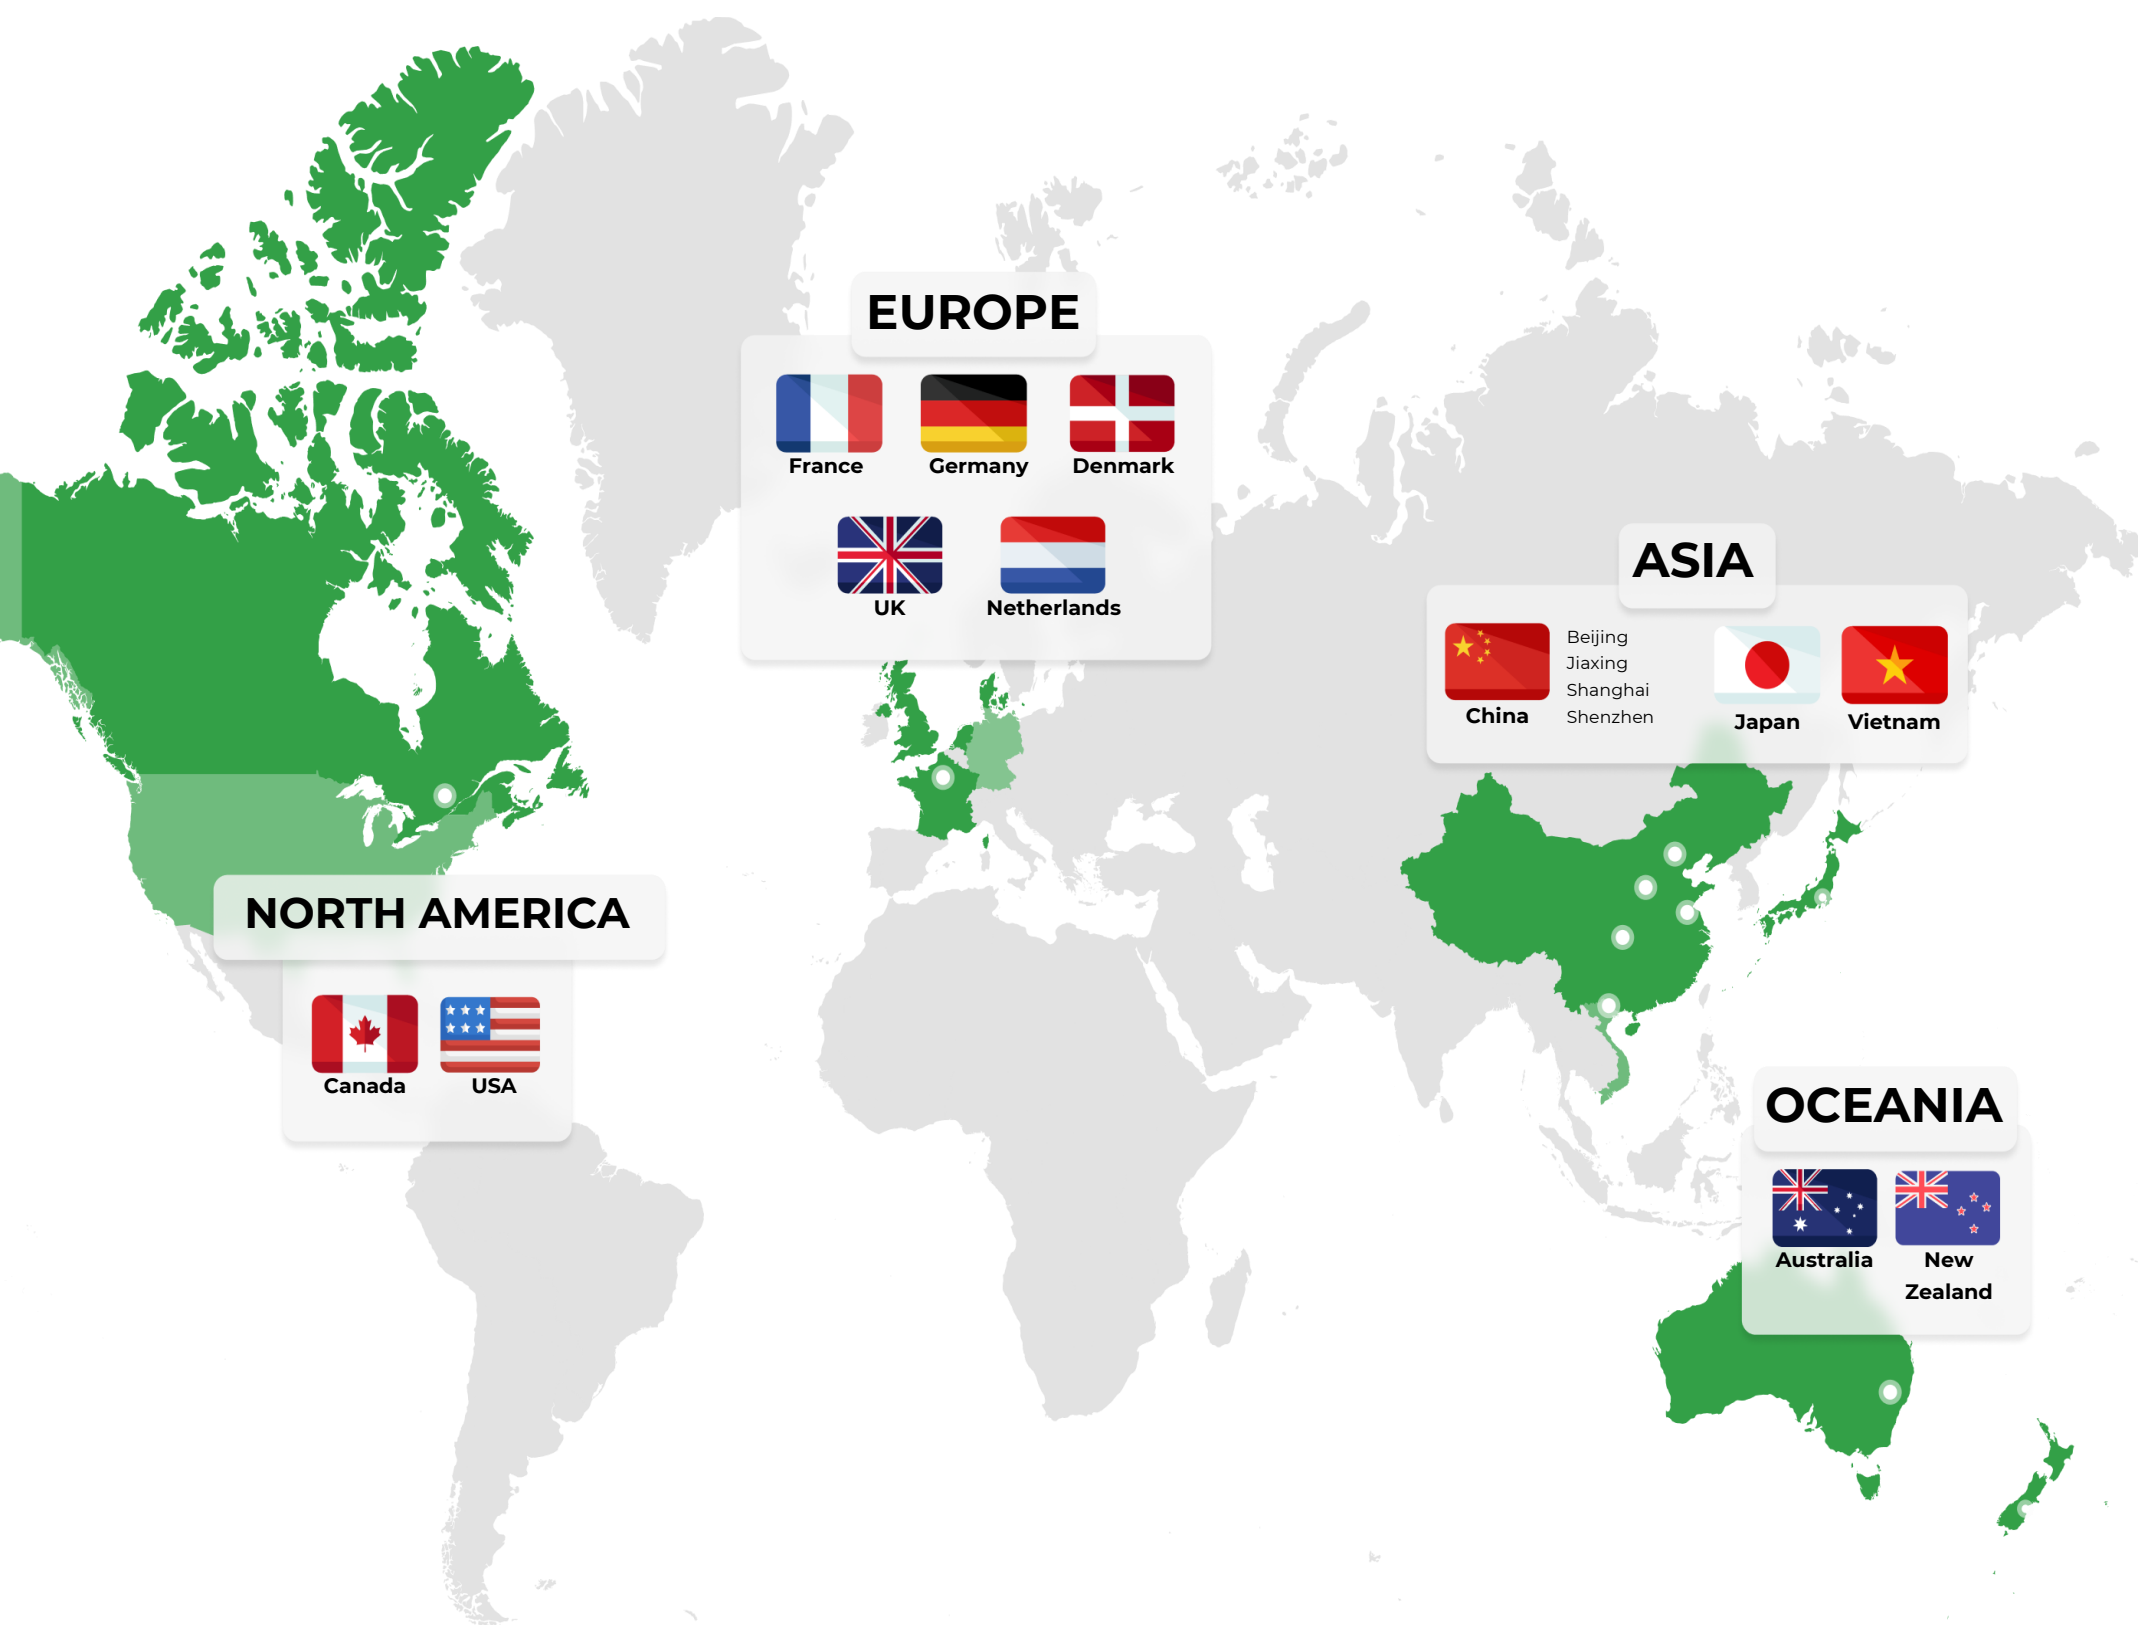 EUROPE
France
Germany
Denmark
UK
Netherlands
ASIA
China
Beijing
Jiaxing
Shanghai
Shenzhen
Japan
Vietnam
NORTH AMERICA
Canada
USA
OCEANIA
Australia
New
Zealand